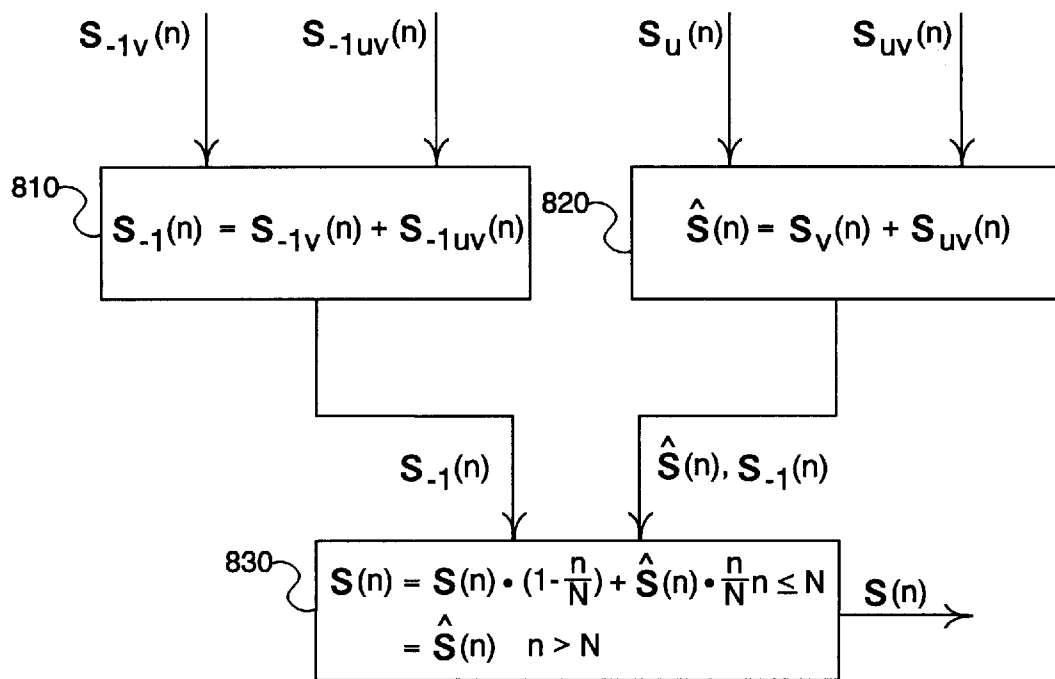 S₋₁ᵥ(n) S₋₁ᵤᵥ(n) Sᵤ(n) Sᵤᵥ(n)
810
S₋₁(n) = S₋₁ᵥ(n) + S₋₁ᵤᵥ(n)
820
Ŝ(n) = Sᵥ(n) + Sᵤᵥ(n)
S₋₁(n)
Ŝ(n), S₋₁(n)
830
S(n) = S(n) • (1-n/N) + Ŝ(n) • n/N n ≤ N
= Ŝ(n) n > N
S(n)